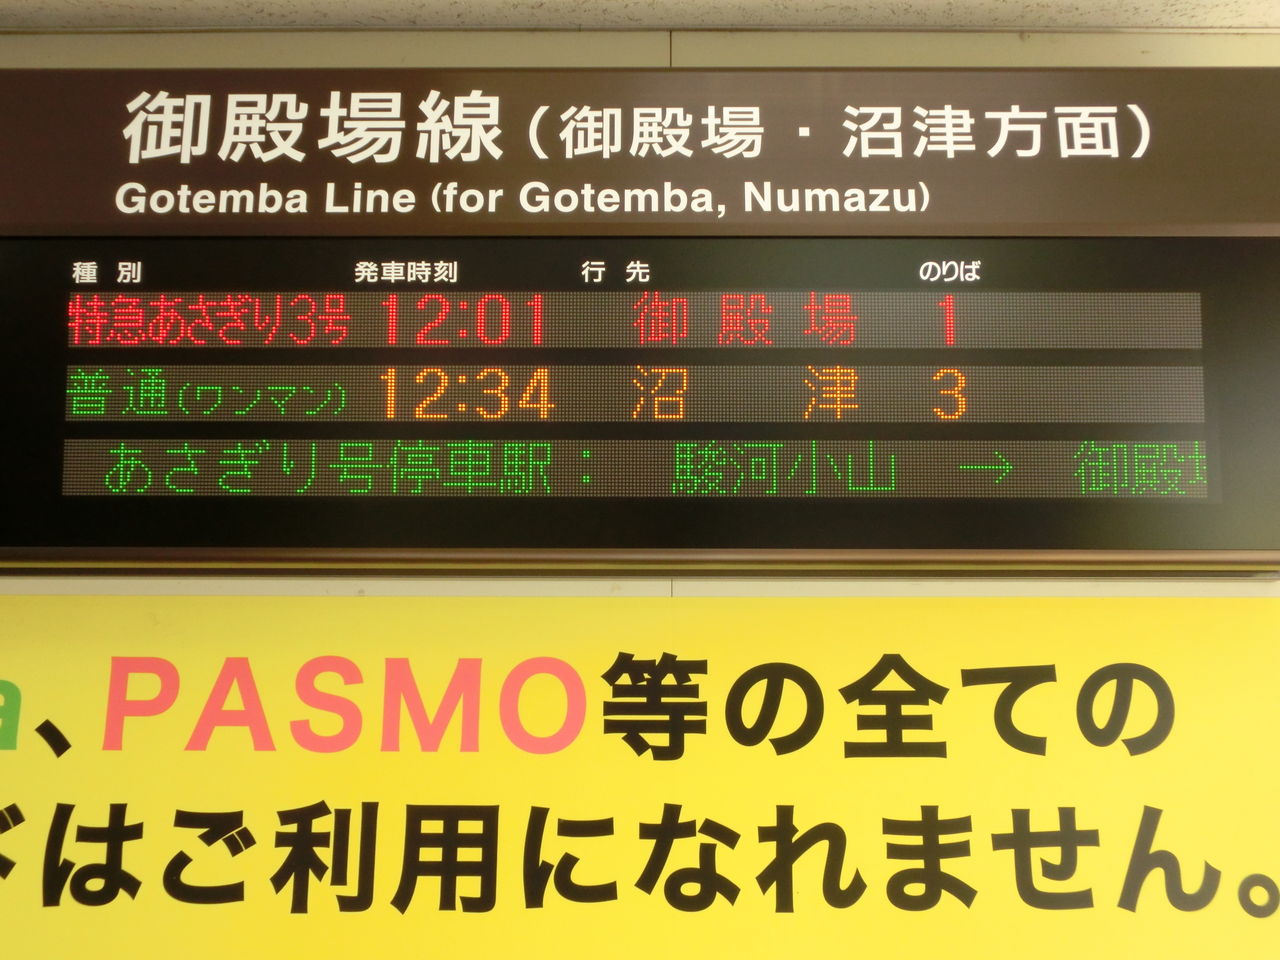 御殿場線（御殿場・沼津方面）
Gotemba Line (for Gotemba, Numazu)
種別 発車時刻 行先 のりば
特急あさぎり3号 12:01 御殿場 1
普通(ワンマン) 12:34 沼津 3
あさぎり号停車駅： 駿河小山 → 御殿場
a、PASMO等の全ての
ドはご利用になれません。